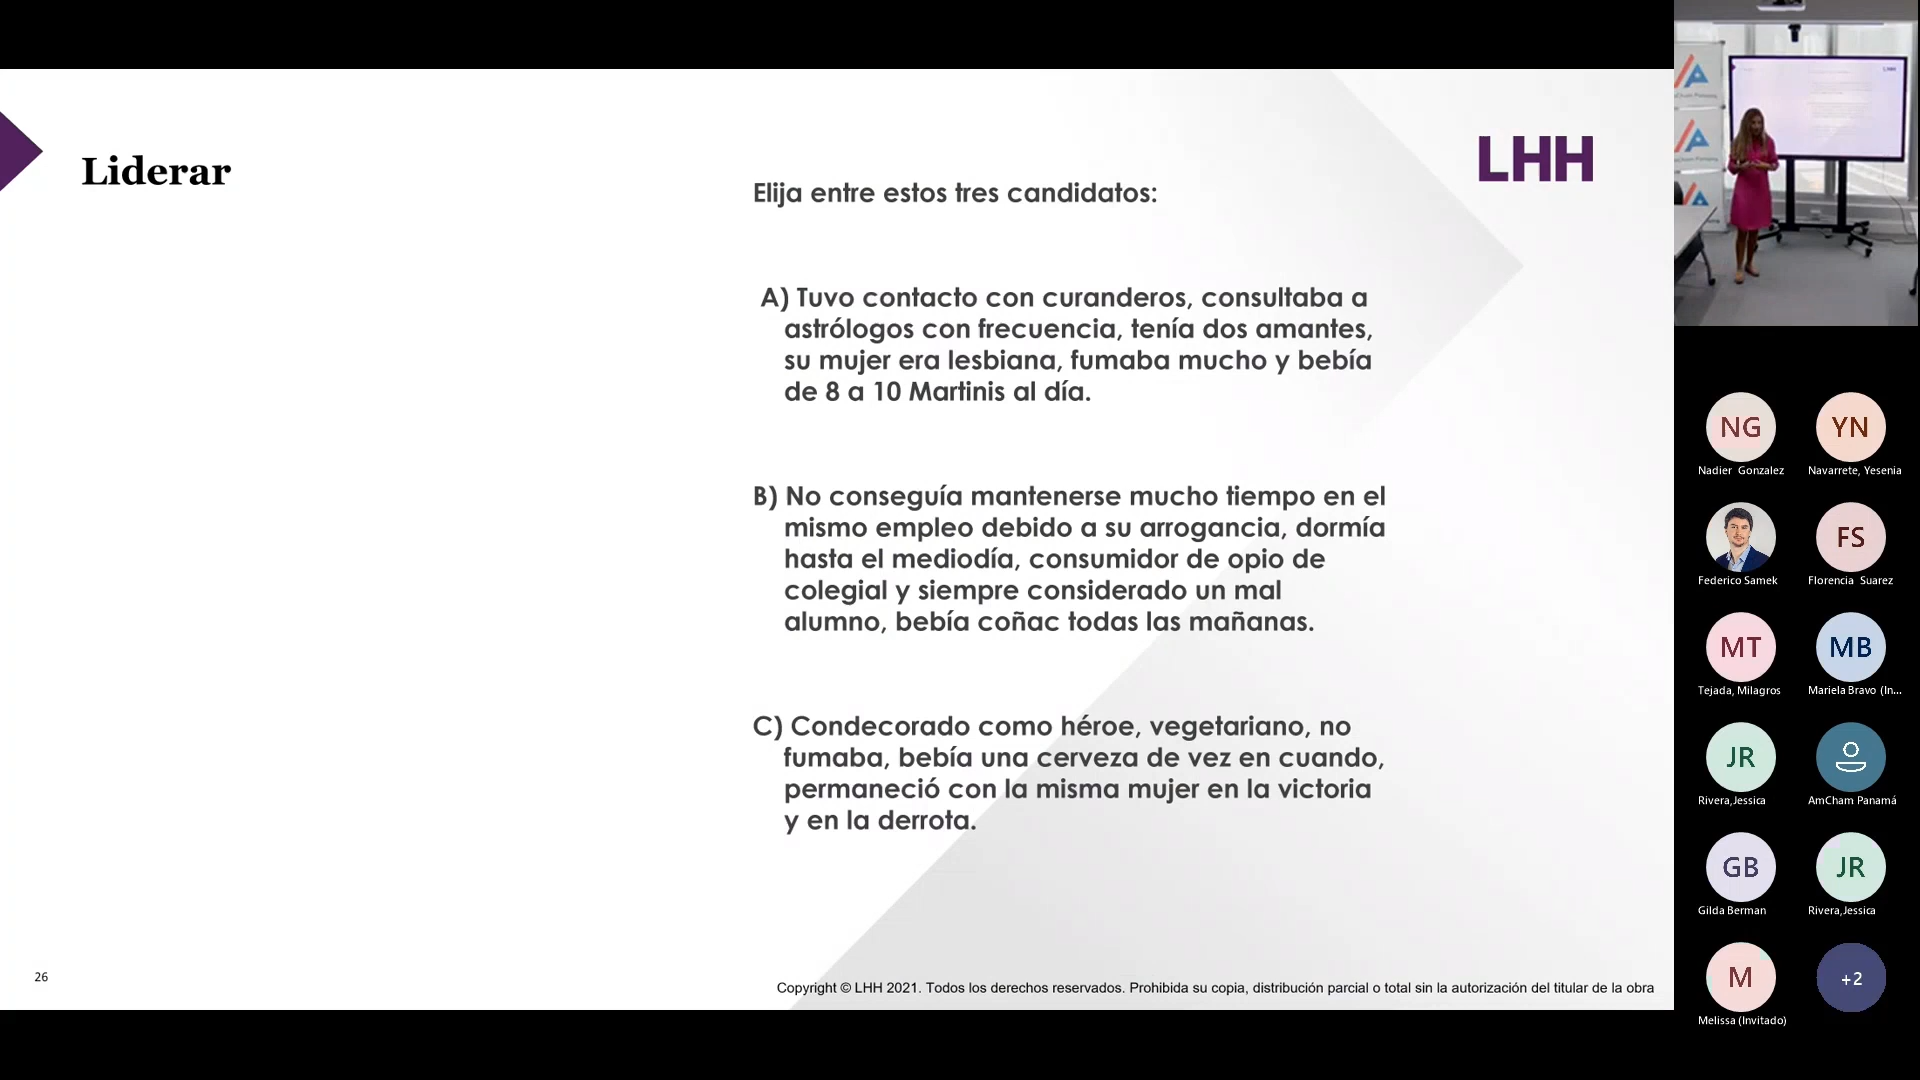 Liderar
LHH
Elija entre estos tres candidatos:
A) Tuvo contacto con curanderos, consultaba a
astrólogos con frecuencia, tenía dos amantes,
su mujer era lesbiana, fumaba mucho y bebía
de 8 a 10 Martinis al día.
B) No conseguía mantenerse mucho tiempo en el
mismo empleo debido a su arrogancia, dormía
hasta el mediodía, consumidor de opio de
colegial y siempre considerado un mal
alumno, bebía coñac todas las mañanas.
C) Condecorado como héroe, vegetariano, no
fumaba, bebía una cerveza de vez en cuando,
permaneció con la misma mujer en la victoria
y en la derrota.
26
Copyright © LHH 2021. Todos los derechos reservados. Prohibida su copia, distribución parcial o total sin la autorización del titular de la obra
NG
YN
Nadier Gonzalez
Navarrete, Yesenia
FS
Federico Samek
Florencia Suarez
MT
MB
Tejada, Milagros
Mariela Bravo (In...
JR
Rivera,Jessica
AmCham Panamá
GB
JR
Gilda Berman
Rivera,Jessica
M
+2
Melissa (Invitado)